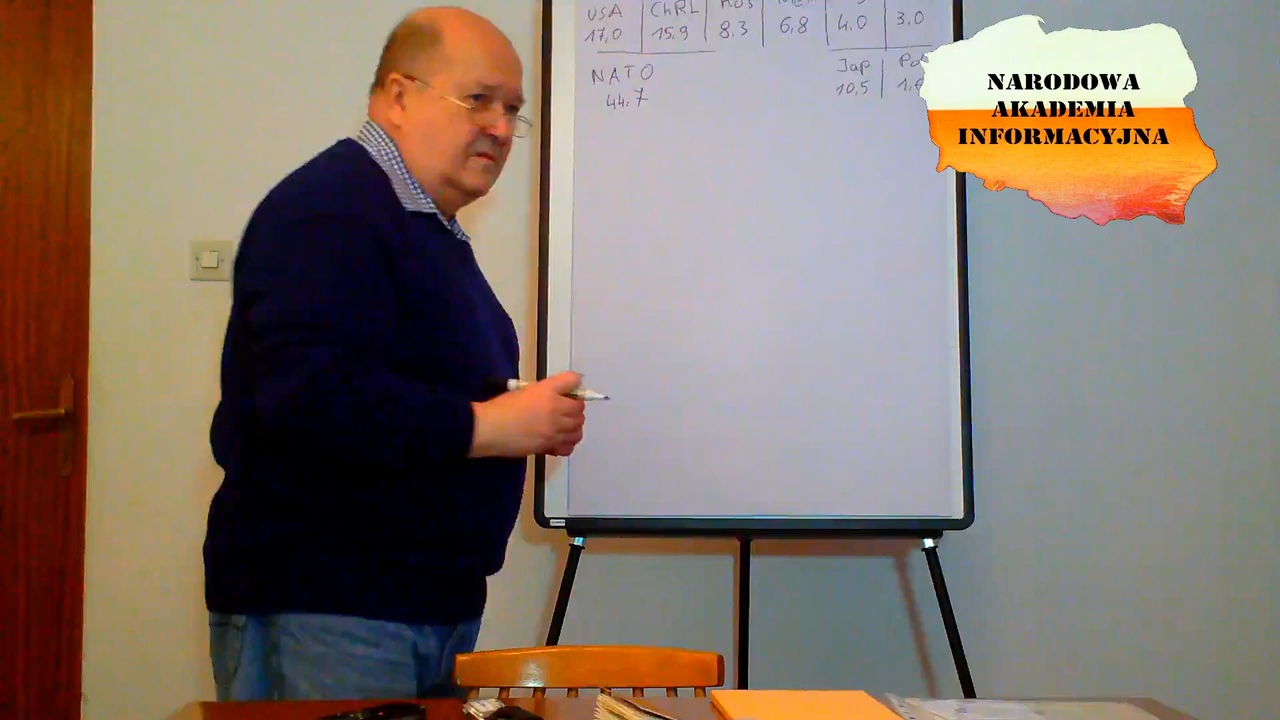 USA ChRL
17,0 15,9 8,3 6,8 4.0 3.0
NATO Jap
44,7 10,5
NARODOWA
AKADEMIA
INFORMACYJNA